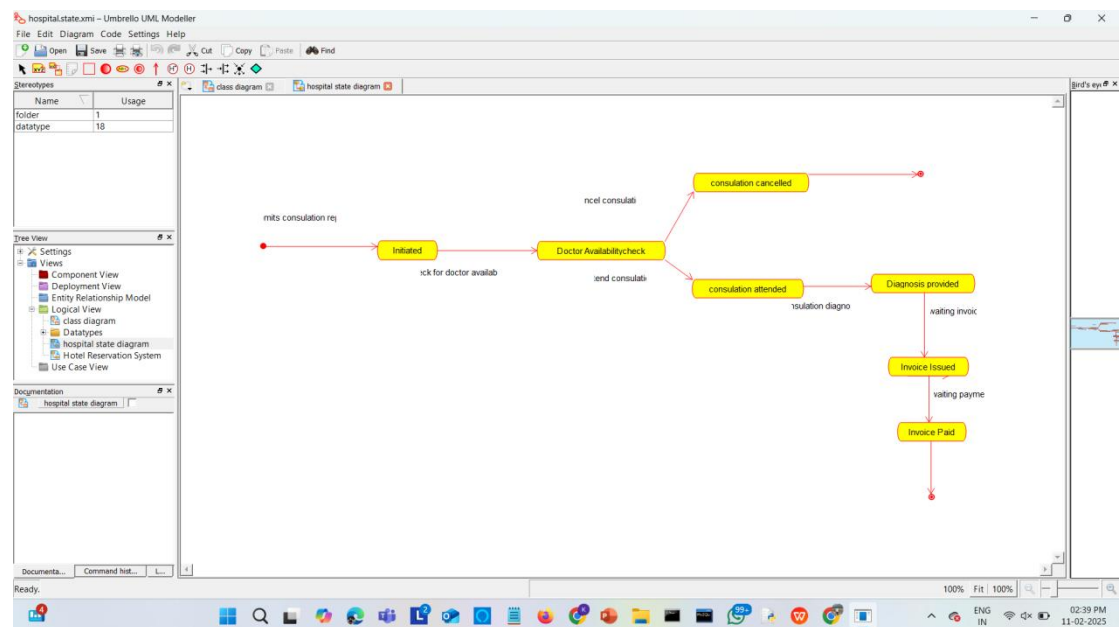 hospital.state.xmi – Umbrello UML Modeller
File Edit Diagram Code Settings Help
Open Save Cut Copy Paste Find
Stereotypes
Name Usage
folder 1
datatype 18
Tree View
Settings
Views
Component View
Deployment View
Entity Relationship Model
Logical View
class diagram
Datatypes
hospital state diagram
Hotel Reservation System
Use Case View
Documentation
hospital state diagram
Documenta... Command hist... L...
class diagram hospital state diagram
Bird's eye
consulation cancelled
ncel consulati
mits consulation re
Initiated
Doctor Availabilitycheck
ck for doctor availab
end consulati
consulation attended
Diagnosis provided
nsulation diagno
vaiting invoic
Invoice Issued
vaiting payme
Invoice Paid
Ready.
100% Fit 100%
4
99+
ENG
IN
02:39 PM
11-02-2025